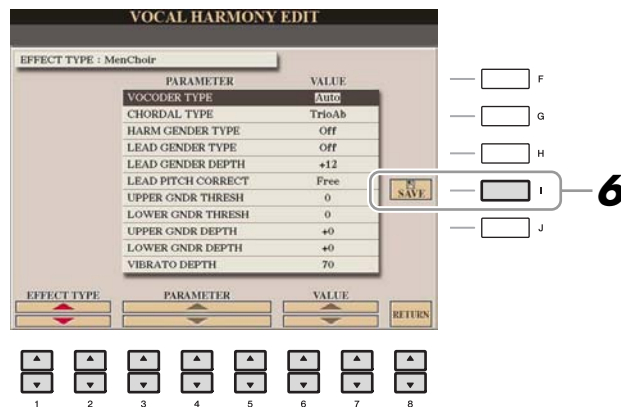 VOCAL HARMONY EDIT
EFFECT TYPE : MenChoir
PARAMETER VALUE
VOCODER TYPE Auto
CHORDAL TYPE TrioAb
HARM GENDER TYPE Off
LEAD GENDER TYPE Off
LEAD GENDER DEPTH +12
LEAD PITCH CORRECT Free
UPPER GNDR THRESH 0
LOWER GNDR THRESH 0
UPPER GNDR DEPTH +0
LOWER GNDR DEPTH +0
VIBRATO DEPTH 70
SAVE
F
G
H
I
J
6
EFFECT TYPE PARAMETER VALUE
RETURN
1 2 3 4 5 6 7 8